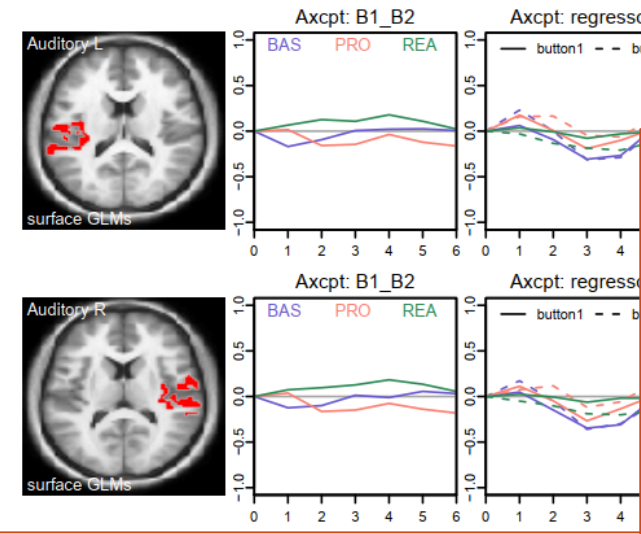 Axcpt: B1_B2
Axcpt:
Auditory L
surface GLMs
BAS PRO REA
button1
1.0
0.5
0.0
−0.5
−1.0
0 1 2 3 4 5 6
1.0
0.5
0.0
−0.5
−1.0
0 1 2 3 4
Axcpt: B1_B2
Axcpt:
Auditory R
surface GLMs
BAS PRO REA
button1
1.0
0.5
0.0
−0.5
−1.0
0 1 2 3 4 5 6
1.0
0.5
0.0
−0.5
−1.0
0 1 2 3 4